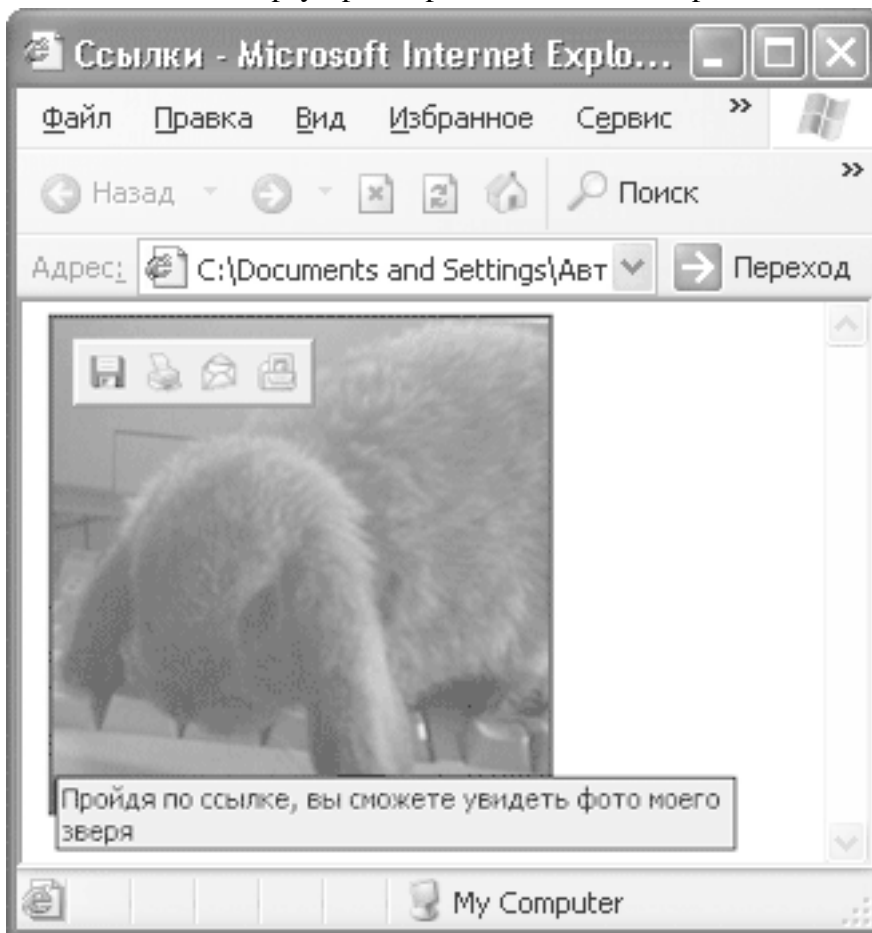 Ссылки - Microsoft Internet Explo...
Файл Правка Вид Избранное Сервис »
Назад Поиск »
Адрес: C:\Documents and Settings\Авт Переход
Пройдя по ссылке, вы сможете увидеть фото моего
зверя
My Computer